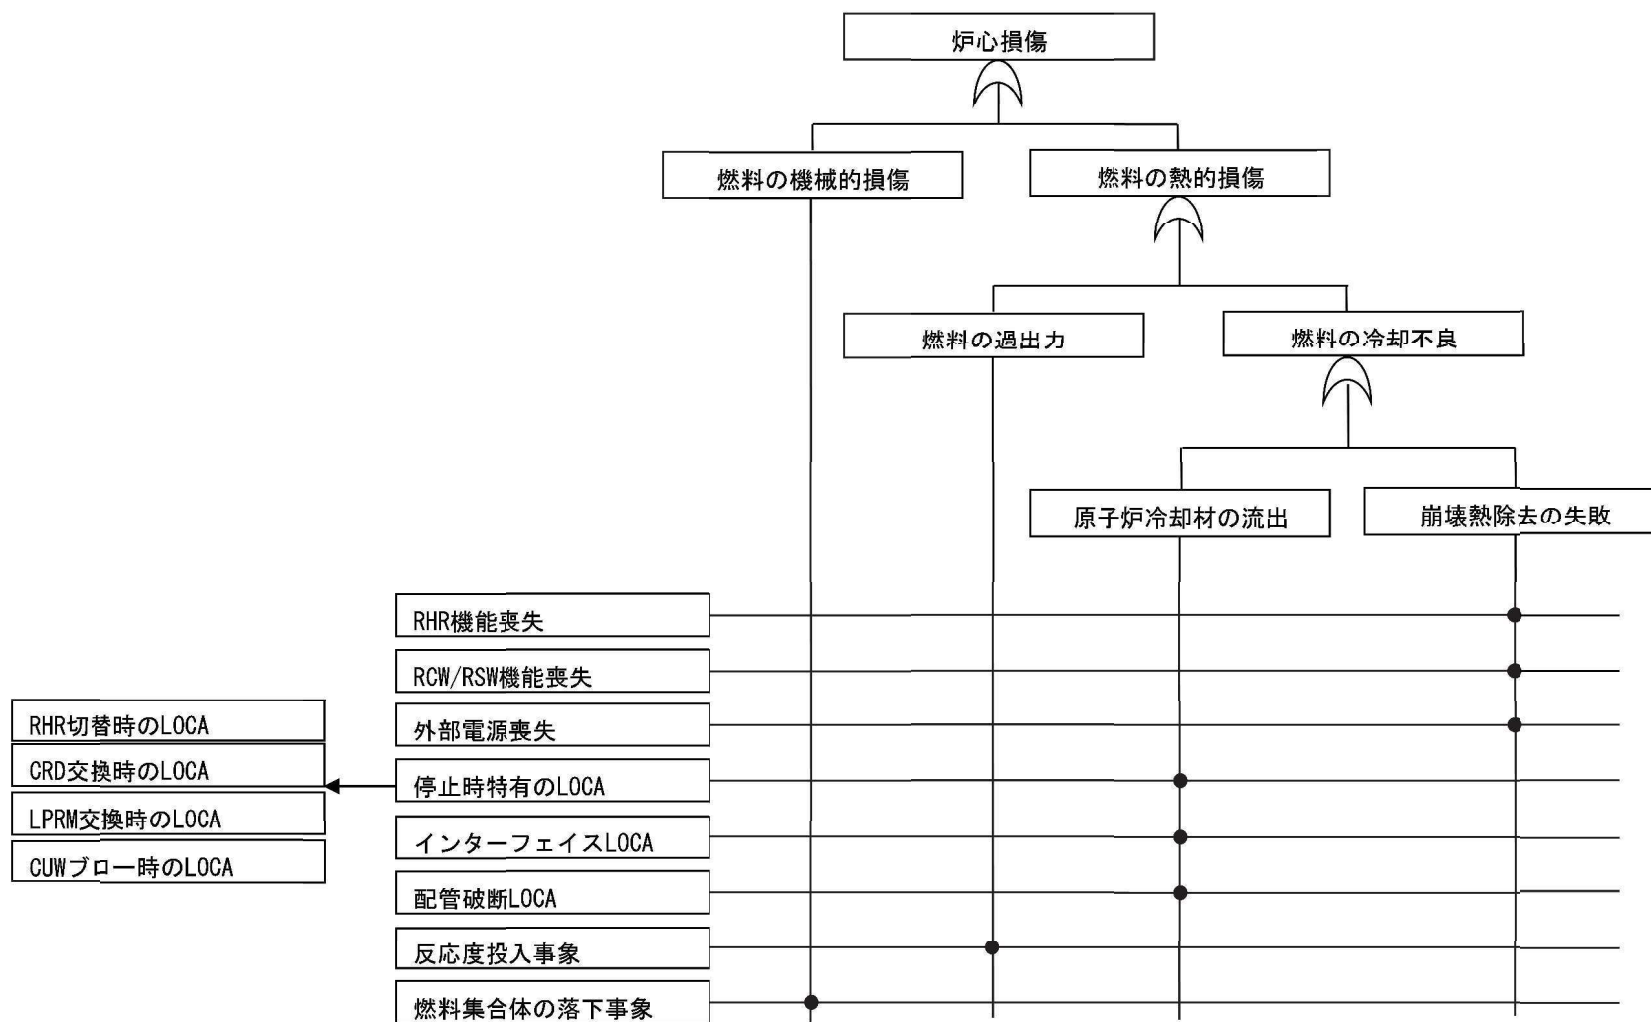 炉心損傷
燃料の機械的損傷
燃料の熱的損傷
燃料の過出力
燃料の冷却不良
原子炉冷却材の流出
崩壊熱除去の失敗
RHR機能喪失
RCW/RSW機能喪失
外部電源喪失
停止時特有のLOCA
インターフェイスLOCA
配管破断LOCA
反応度投入事象
燃料集合体の落下事象
RHR切替時のLOCA
CRD交換時のLOCA
LPRM交換時のLOCA
CUWブロー時のLOCA